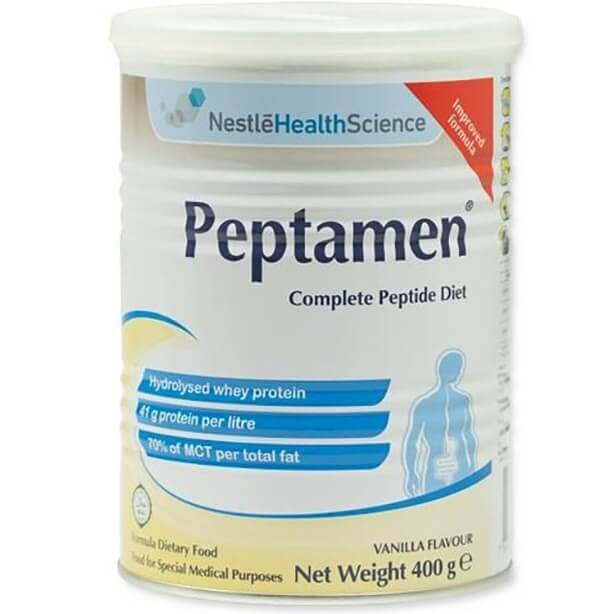 NestlēHealthScience
Improved
formula
Peptamen®
Complete Peptide Diet
Hydrolysed whey protein
41 g protein per litre
70% of MCT per total fat
Formula Dietary Food
Food for Special Medical Purposes
VANILLA FLAVOUR
Net Weight 400 g ℮